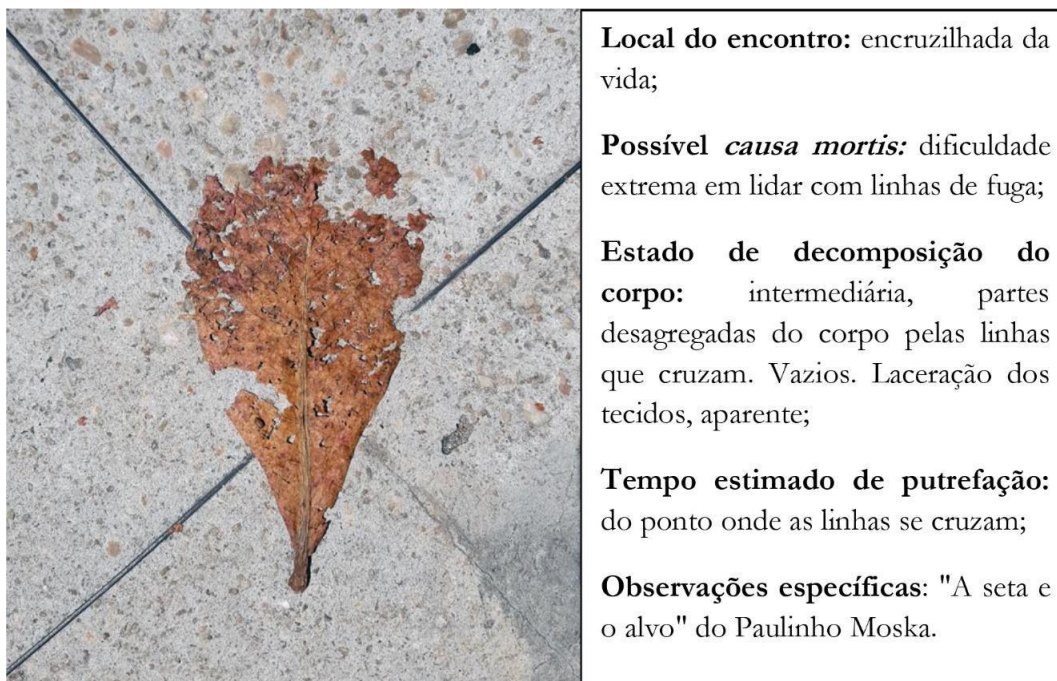 Local do encontro: encruzilhada da
vida;
Possível causa mortis: dificuldade
extrema em lidar com linhas de fuga;
Estado de decomposição do
corpo: intermediária, partes
desagregadas do corpo pelas linhas
que cruzam. Vazios. Laceração dos
tecidos, aparente;
Tempo estimado de putrefação:
do ponto onde as linhas se cruzam;
Observações específicas: "A seta e
o alvo" do Paulinho Moska.